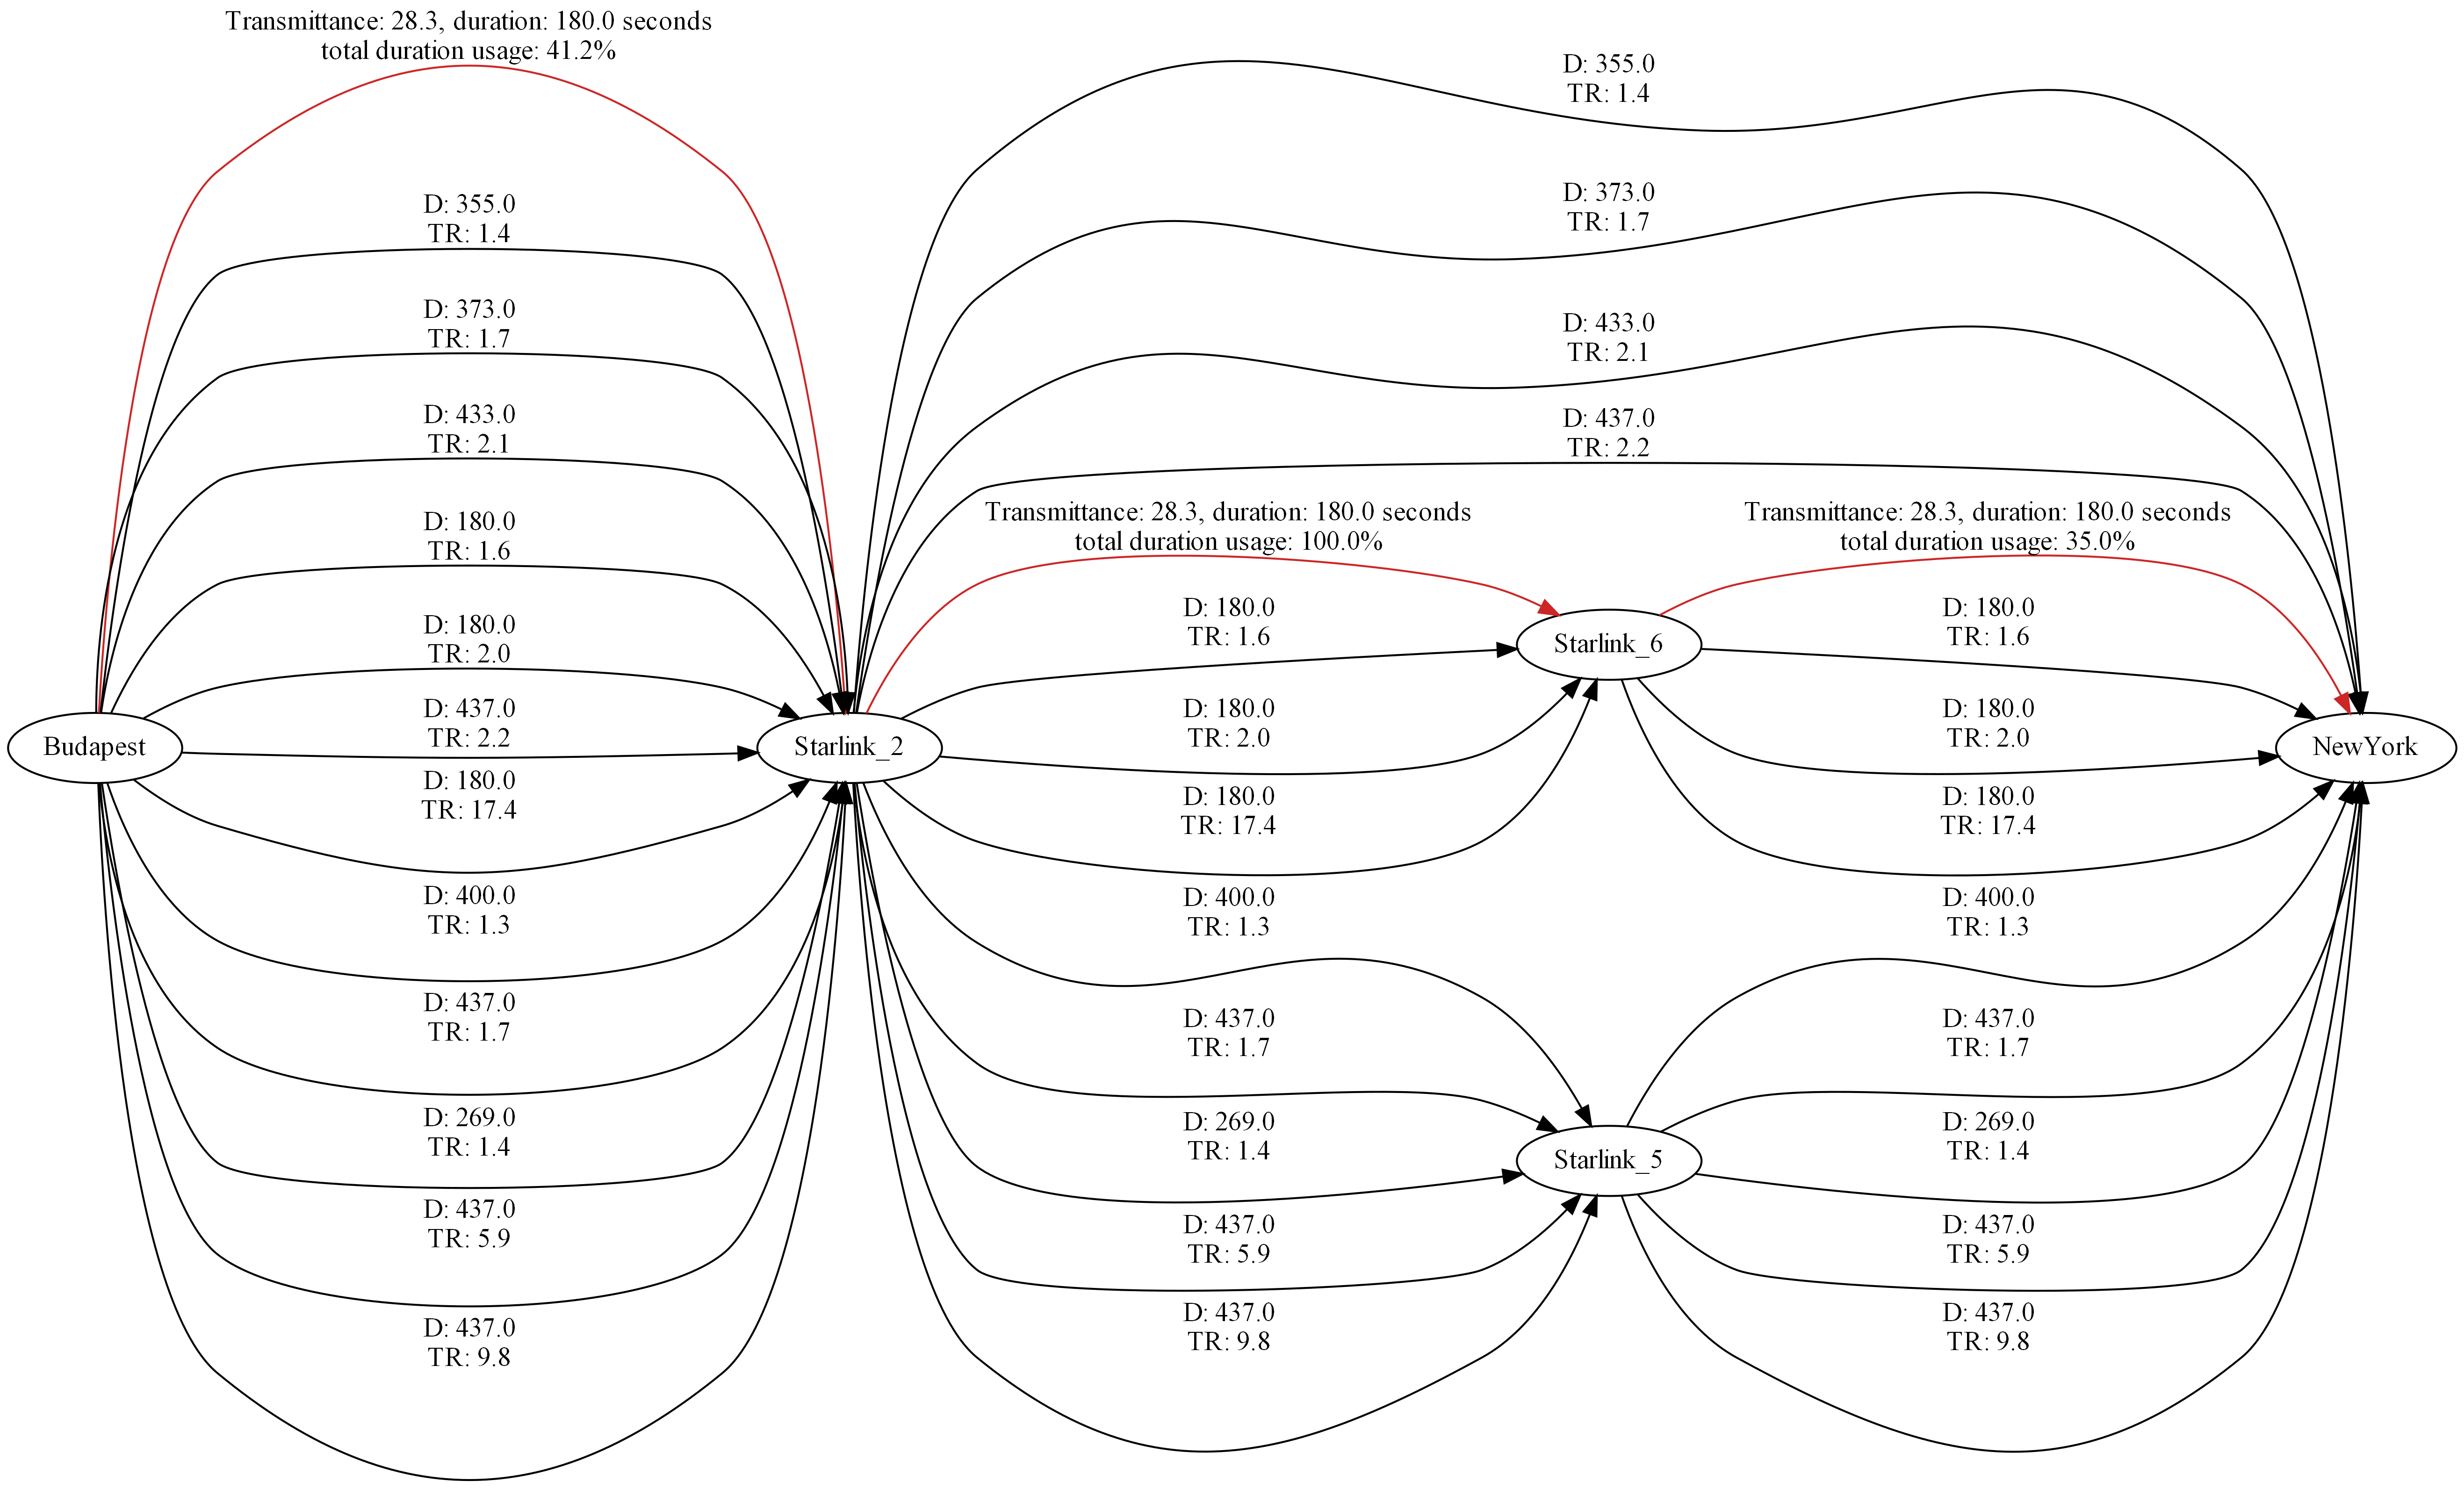 Transmittance: 28.3, duration: 180.0 seconds
total duration usage: 41.2%
D: 355.0
TR: 1.4
D: 373.0
TR: 1.7
D: 433.0
TR: 2.1
D: 180.0
TR: 1.6
D: 180.0
TR: 2.0
D: 437.0
TR: 2.2
D: 180.0
TR: 17.4
D: 400.0
TR: 1.3
D: 437.0
TR: 1.7
D: 269.0
TR: 1.4
D: 437.0
TR: 5.9
D: 437.0
TR: 9.8
Budapest
Starlink_2
D: 355.0
TR: 1.4
D: 373.0
TR: 1.7
D: 433.0
TR: 2.1
D: 437.0
TR: 2.2
Transmittance: 28.3, duration: 180.0 seconds
total duration usage: 100.0%
D: 180.0
TR: 1.6
D: 180.0
TR: 2.0
D: 180.0
TR: 17.4
D: 400.0
TR: 1.3
D: 437.0
TR: 1.7
D: 269.0
TR: 1.4
D: 437.0
TR: 5.9
D: 437.0
TR: 9.8
Starlink_6
Starlink_5
Transmittance: 28.3, duration: 180.0 seconds
total duration usage: 35.0%
D: 180.0
TR: 1.6
D: 180.0
TR: 2.0
D: 180.0
TR: 17.4
D: 400.0
TR: 1.3
D: 437.0
TR: 1.7
D: 269.0
TR: 1.4
D: 437.0
TR: 5.9
D: 437.0
TR: 9.8
NewYork